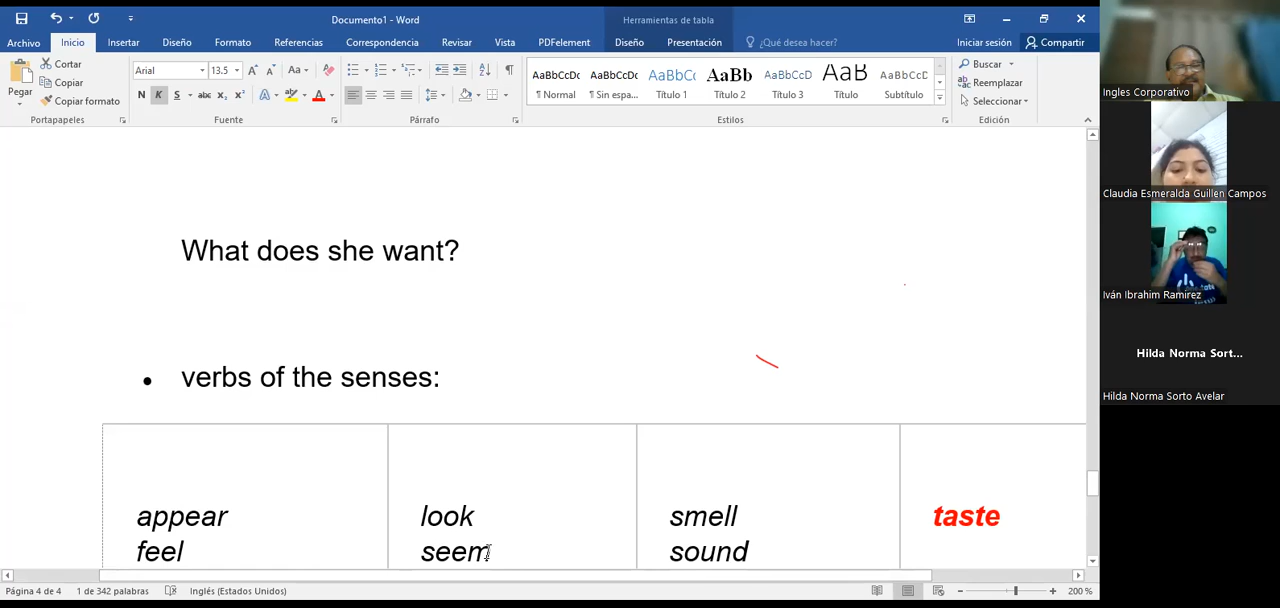 Documento1 - Word
Herramientas de tabla
Archivo
Inicio
Insertar
Diseño
Formato
Referencias
Correspondencia
Revisar
Vista
PDFelement
Diseño
Presentación
¿Qué desea hacer?
Iniciar sesión
Compartir
Pegar
Cortar
Copiar
Copiar formato
Portapapeles
Arial
13.5
Aa
N K S abc x₂ x²
A
Fuente
Párrafo
AaBbCcDc
¶ Normal
AaBbCcDc
¶ Sin espa...
AaBbCc
Título 1
AaBb
Título 2
AaBbCcD
Título 3
AaB
Título
AaBbCcD
Subtítulo
Estilos
Buscar
Reemplazar
Seleccionar
Edición
What does she want?
• verbs of the senses:
appear
feel
look
seem
smell
sound
taste
Página 4 de 4
1 de 342 palabras
Inglés (Estados Unidos)
200 %
Ingles Corporativo
Claudia Esmeralda Guillen Campos
Iván Ibrahim Ramirez
Hilda Norma Sort...
Hilda Norma Sorto Avelar